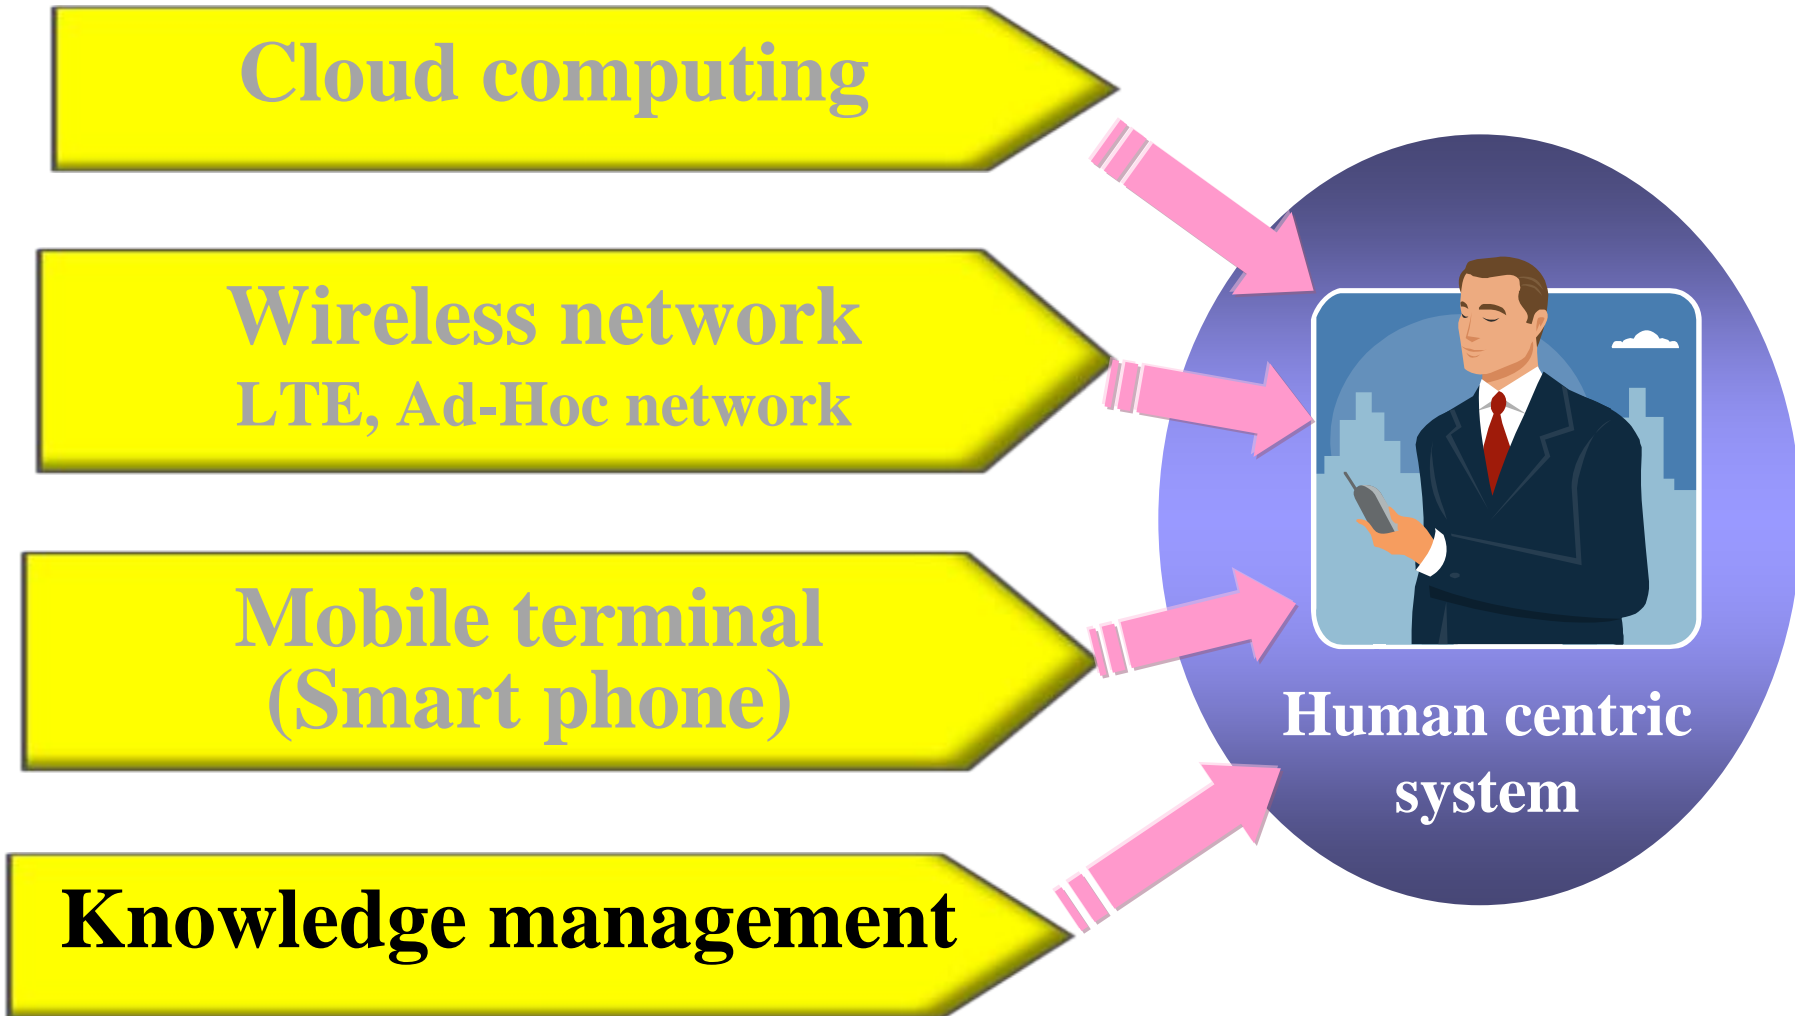 Cloud computing
Wireless network
LTE, Ad-Hoc network
Mobile terminal
(Smart phone)
Knowledge management
Human centric
system